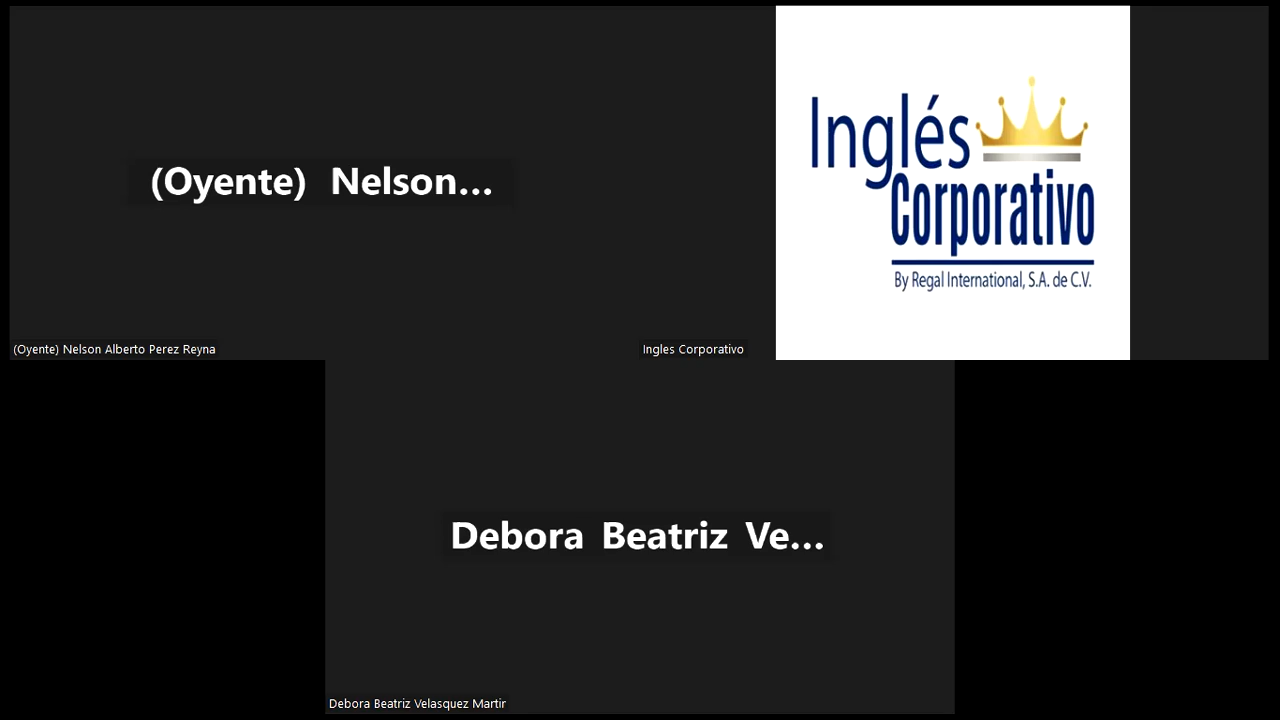 (Oyente) Nelson...
(Oyente) Nelson Alberto Perez Reyna
Inglés
Corporativo
By Regal International, S.A. de C.V.
Ingles Corporativo
Debora Beatriz Ve...
Debora Beatriz Velasquez Martir